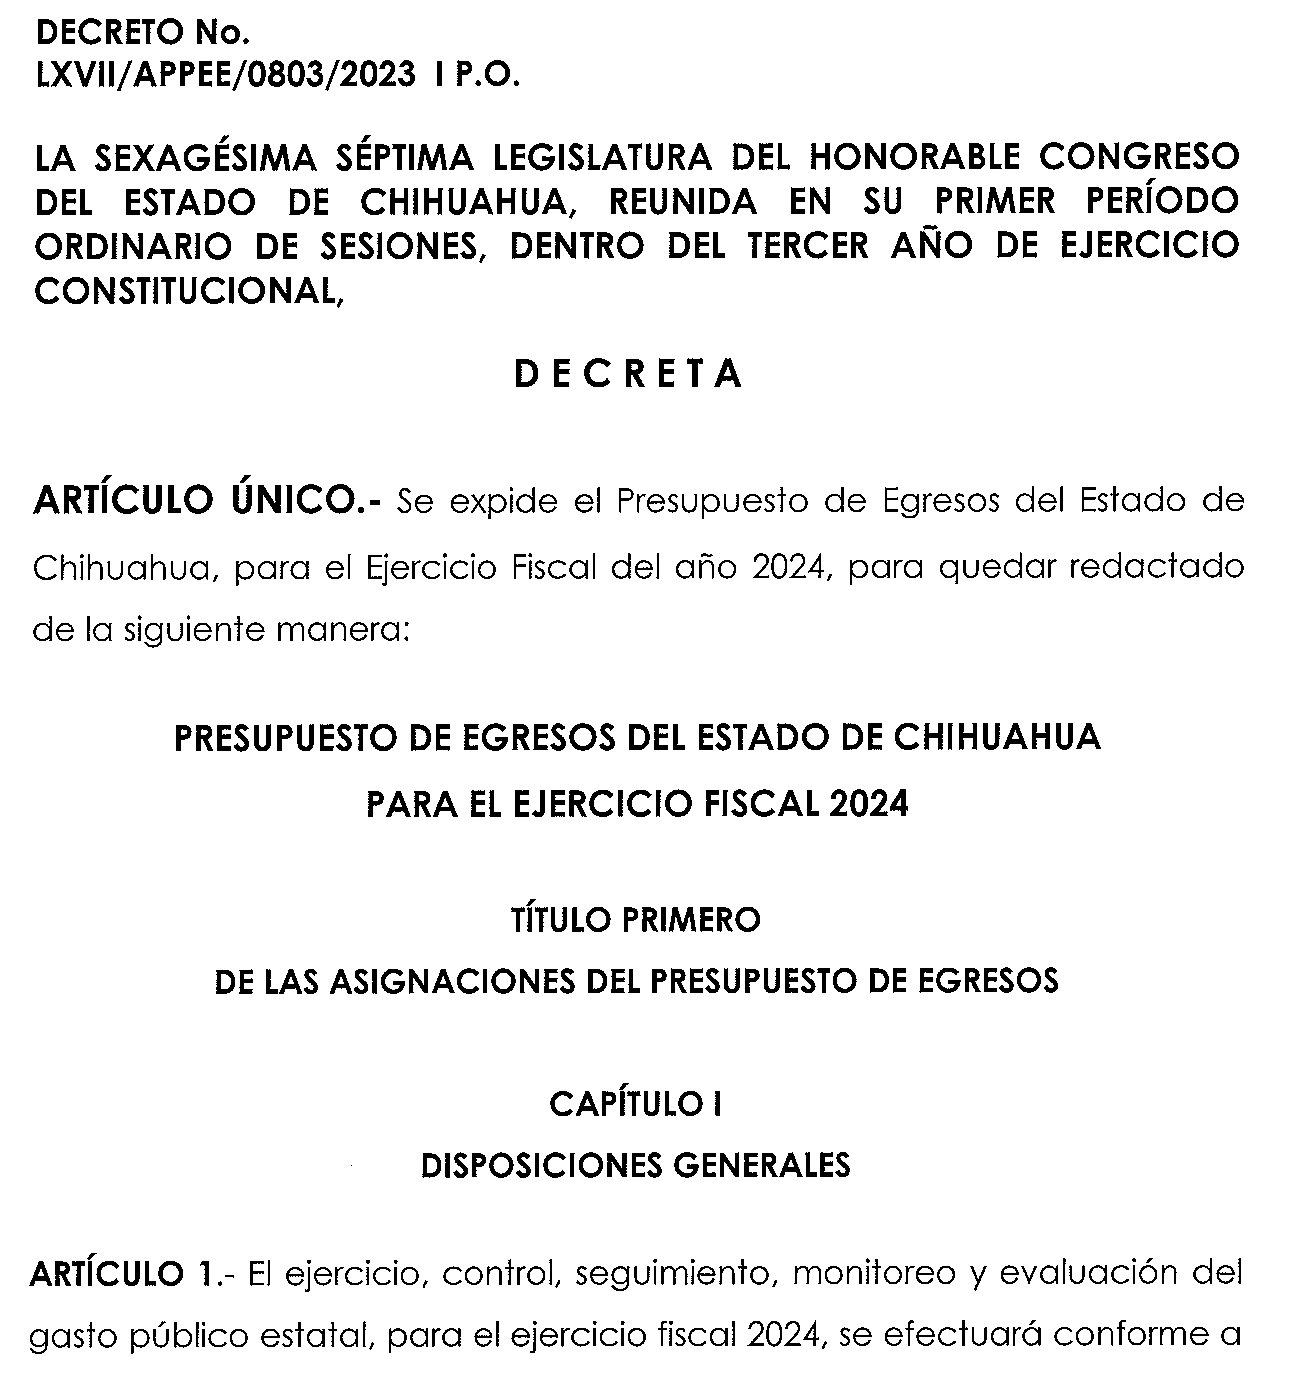 DECRETO No.
LXVII/APPEE/0803/2023 I P.O.
LA SEXAGÉSIMA SÉPTIMA LEGISLATURA DEL HONORABLE CONGRESO
DEL ESTADO DE CHIHUAHUA, REUNIDA EN SU PRIMER PERÍODO
ORDINARIO DE SESIONES, DENTRO DEL TERCER AÑO DE EJERCICIO
CONSTITUCIONAL,
D E C R E T A
ARTÍCULO ÚNICO.- Se expide el Presupuesto de Egresos del Estado de
Chihuahua, para el Ejercicio Fiscal del año 2024, para quedar redactado
de la siguiente manera:
PRESUPUESTO DE EGRESOS DEL ESTADO DE CHIHUAHUA
PARA EL EJERCICIO FISCAL 2024
TÍTULO PRIMERO
DE LAS ASIGNACIONES DEL PRESUPUESTO DE EGRESOS
CAPÍTULO I
DISPOSICIONES GENERALES
ARTÍCULO 1.- El ejercicio, control, seguimiento, monitoreo y evaluación del
gasto público estatal, para el ejercicio fiscal 2024, se efectuará conforme a